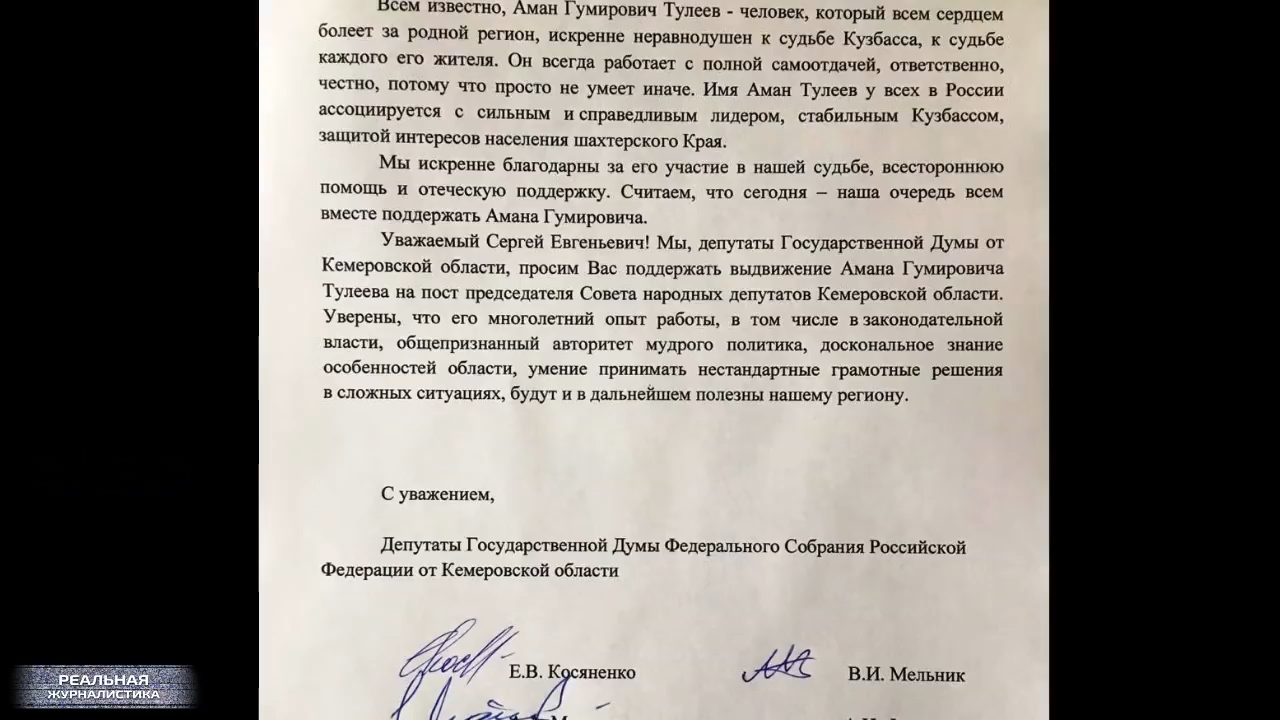 Всем известно, Аман Гумирович Тулеев - человек, который всем сердцем
болеет за родной регион, искренне неравнодушен к судьбе Кузбасса, к судьбе
каждого его жителя. Он всегда работает с полной самоотдачей, ответственно,
честно, потому что просто не умеет иначе. Имя Аман Тулеев у всех в России
ассоциируется с сильным и справедливым лидером, стабильным Кузбассом,
защитой интересов населения шахтерского Края.
Мы искренне благодарны за его участие в нашей судьбе, всестороннюю
помощь и отеческую поддержку. Считаем, что сегодня – наша очередь всем
вместе поддержать Амана Гумировича.
Уважаемый Сергей Евгеньевич! Мы, депутаты Государственной Думы от
Кемеровской области, просим Вас поддержать выдвижение Амана Гумировича
Тулеева на пост председателя Совета народных депутатов Кемеровской области.
Уверены, что его многолетний опыт работы, в том числе в законодательной
власти, общепризнанный авторитет мудрого политика, доскональное знание
особенностей области, умение принимать нестандартные грамотные решения
в сложных ситуациях, будут и в дальнейшем полезны нашему региону.
С уважением,
Депутаты Государственной Думы Федерального Собрания Российской
Федерации от Кемеровской области
Е.В. Косяненко В.И. Мельник
РЕАЛЬНАЯ
ЖУРНАЛИСТИКА